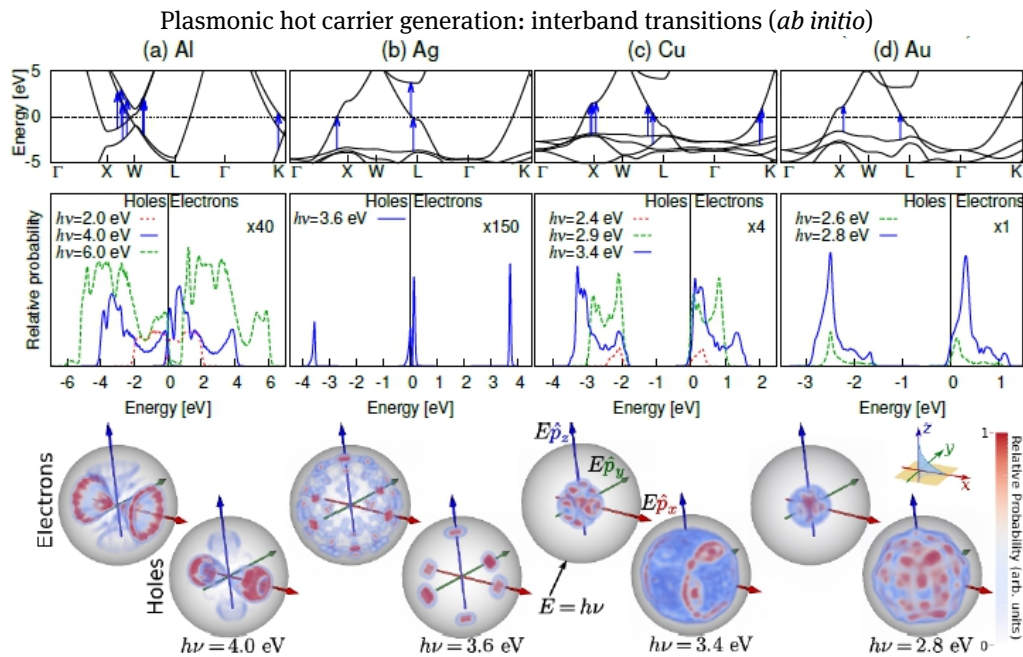 Plasmonic hot carrier generation: interband transitions (ab initio)
(a) Al (b) Ag (c) Cu (d) Au
Energy [eV]
5
0
-5
Γ X W L Γ K
Γ X W L Γ K
Γ X W L Γ K
Γ X W L Γ K
Relative probability
Holes Electrons
hν=2.0 eV
hν=4.0 eV
hν=6.0 eV
x40
-6 -4 -2 0 2 4 6
Energy [eV]
Holes Electrons
hν=3.6 eV
x150
-4 -3 -2 -1 0 1 2 3 4
Energy [eV]
Holes Electrons
hν=2.4 eV
hν=2.9 eV
hν=3.4 eV
x4
-4 -3 -2 -1 0 1 2
Energy [eV]
Holes Electrons
hν=2.6 eV
hν=2.8 eV
x1
-3 -2 -1 0 1
Energy [eV]
Electrons
Holes
Ep̂z
Ep̂y
Ep̂x
E = hν
z
y
x
1
0
Relative Probability (arb. units)
hν = 4.0 eV
hν = 3.6 eV
hν = 3.4 eV
hν = 2.8 eV